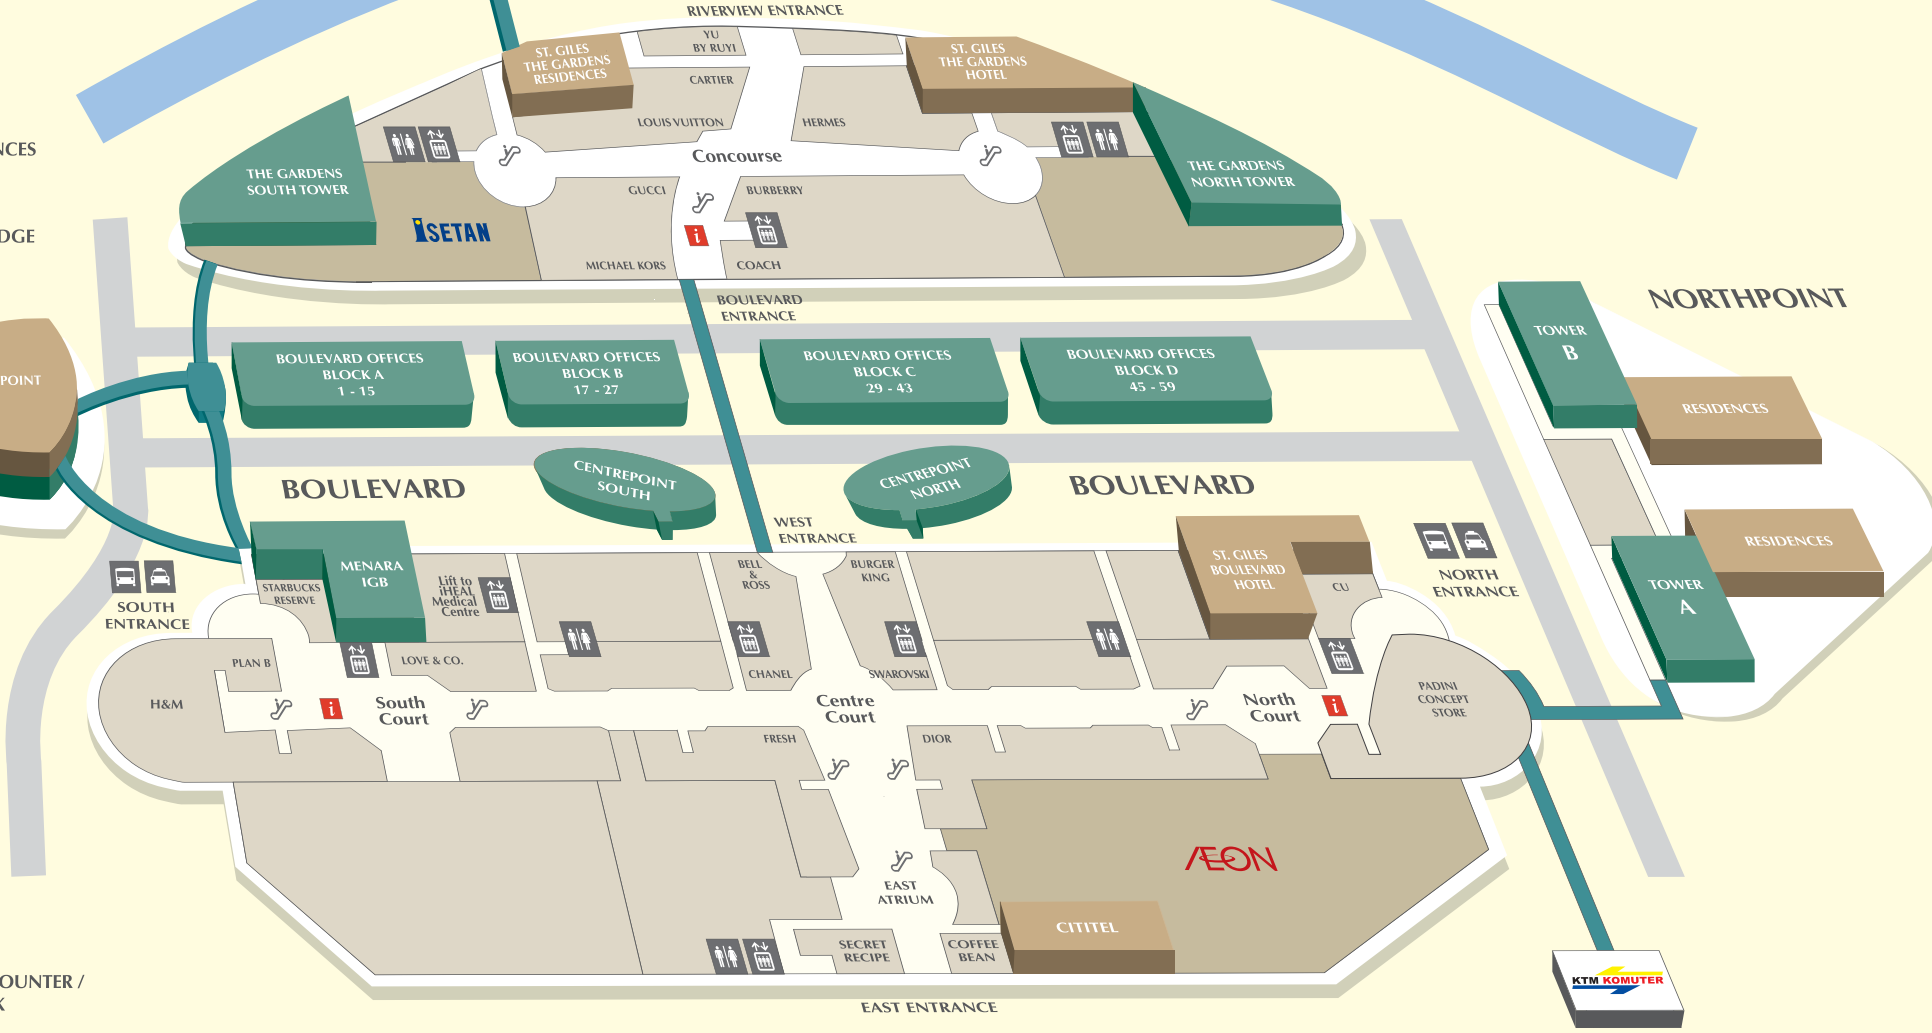 RIVERVIEW ENTRANCE
YU
BY RUYI
ST. GILES
THE GARDENS
RESIDENCES
ST. GILES
THE GARDENS
HOTEL
CARTIER
LOUIS VUITTON
HERMES
NCES
Concourse
THE GARDENS
SOUTH TOWER
THE GARDENS
NORTH TOWER
GUCCI
BURBERRY
ISETAN
DGE
i
MICHAEL KORS
COACH
BOULEVARD
ENTRANCE
NORTHPOINT
TOWER
B
BOULEVARD OFFICES
BLOCK A
1 - 15
BOULEVARD OFFICES
BLOCK B
17 - 27
BOULEVARD OFFICES
BLOCK C
29 - 43
BOULEVARD OFFICES
BLOCK D
45 - 59
POINT
RESIDENCES
BOULEVARD
CENTREPOINT
SOUTH
CENTREPOINT
NORTH
BOULEVARD
WEST
ENTRANCE
RESIDENCES
MENARA
IGB
STARBUCKS
RESERVE
Lift to
iHEAL
Medical
Centre
BELL
&
ROSS
BURGER
KING
ST. GILES
BOULEVARD
HOTEL
CU
NORTH
ENTRANCE
TOWER
A
SOUTH
ENTRANCE
PLAN B
LOVE & CO.
CHANEL
SWAROVSKI
H&M
i
South
Court
Centre
Court
North
Court
i
PADINI
CONCEPT
STORE
FRESH
DIOR
AEON
EAST
ATRIUM
CITITEL
SECRET
RECIPE
COFFEE
BEAN
OUNTER /
K
KTM KOMUTER
EAST ENTRANCE